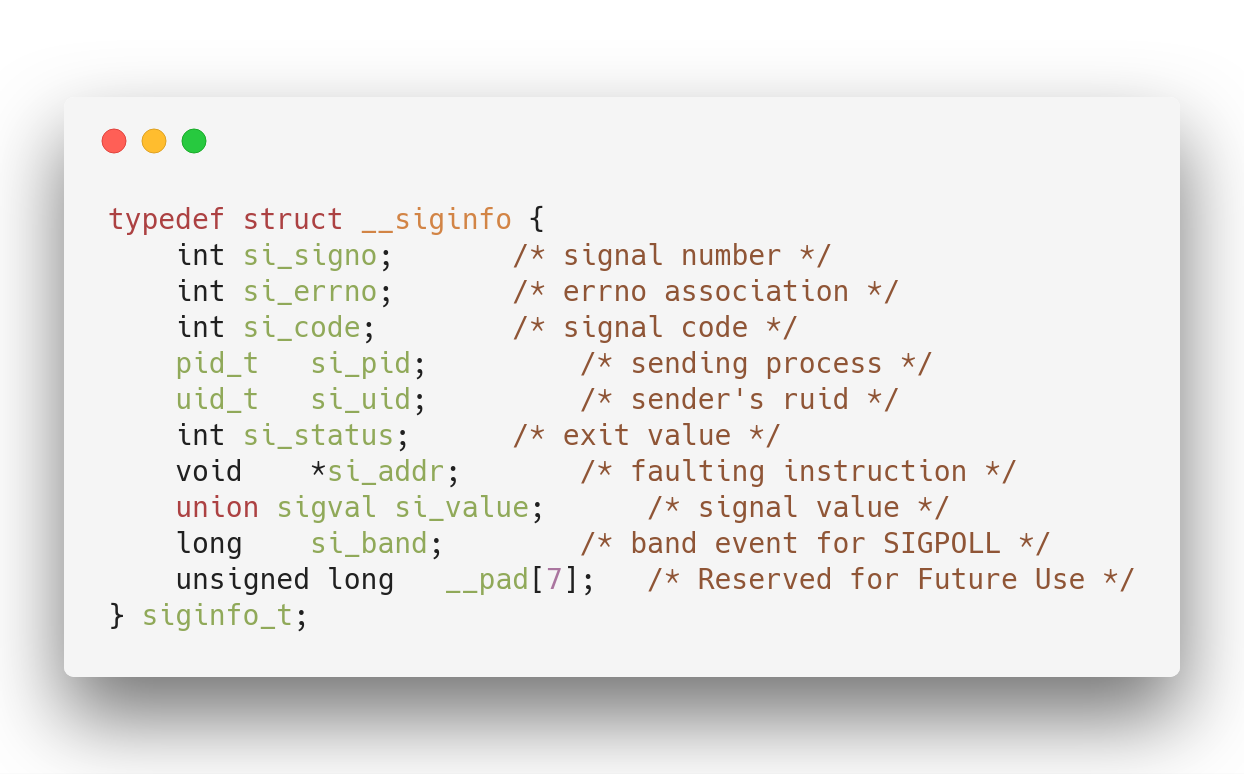 typedef struct __siginfo {
    int si_signo;       /* signal number */
    int si_errno;       /* errno association */
    int si_code;        /* signal code */
    pid_t   si_pid;         /* sending process */
    uid_t   si_uid;         /* sender's ruid */
    int si_status;      /* exit value */
    void    *si_addr;       /* faulting instruction */
    union sigval si_value;      /* signal value */
    long    si_band;        /* band event for SIGPOLL */
    unsigned long   __pad[7];   /* Reserved for Future Use */
} siginfo_t;